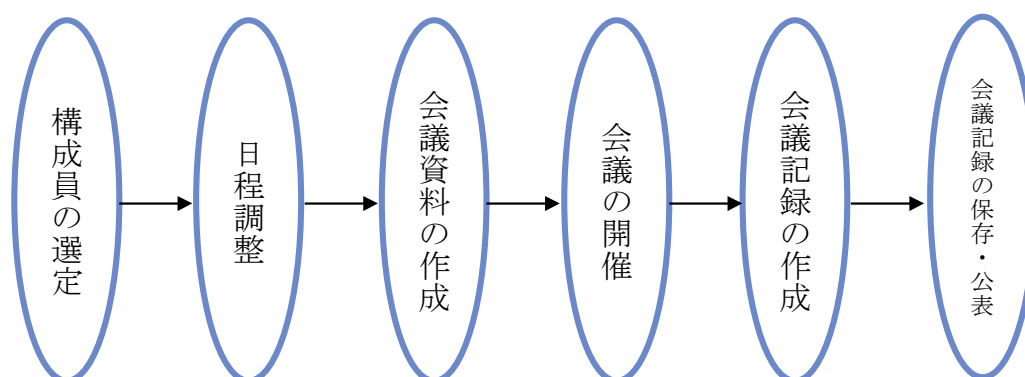 構成員の選定
日程調整
会議資料の作成
会議の開催
会議記録の作成
会議記録の保存・公表